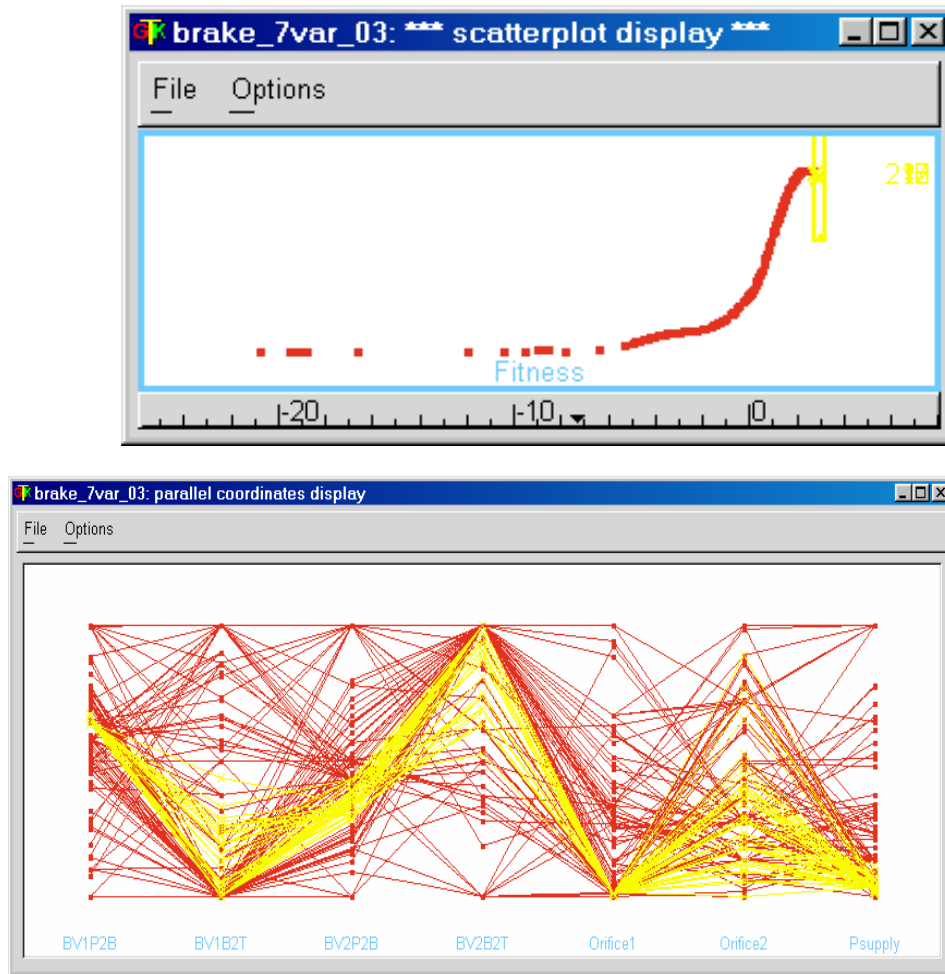 brake_7var_03: *** scatterplot display ***
File Options
Fitness
-20 -10 0
brake_7var_03: parallel coordinates display
File Options
BV1P2B BV1B2T BV2P2B BV2B2T Orifice1 Orifice2 Psupply